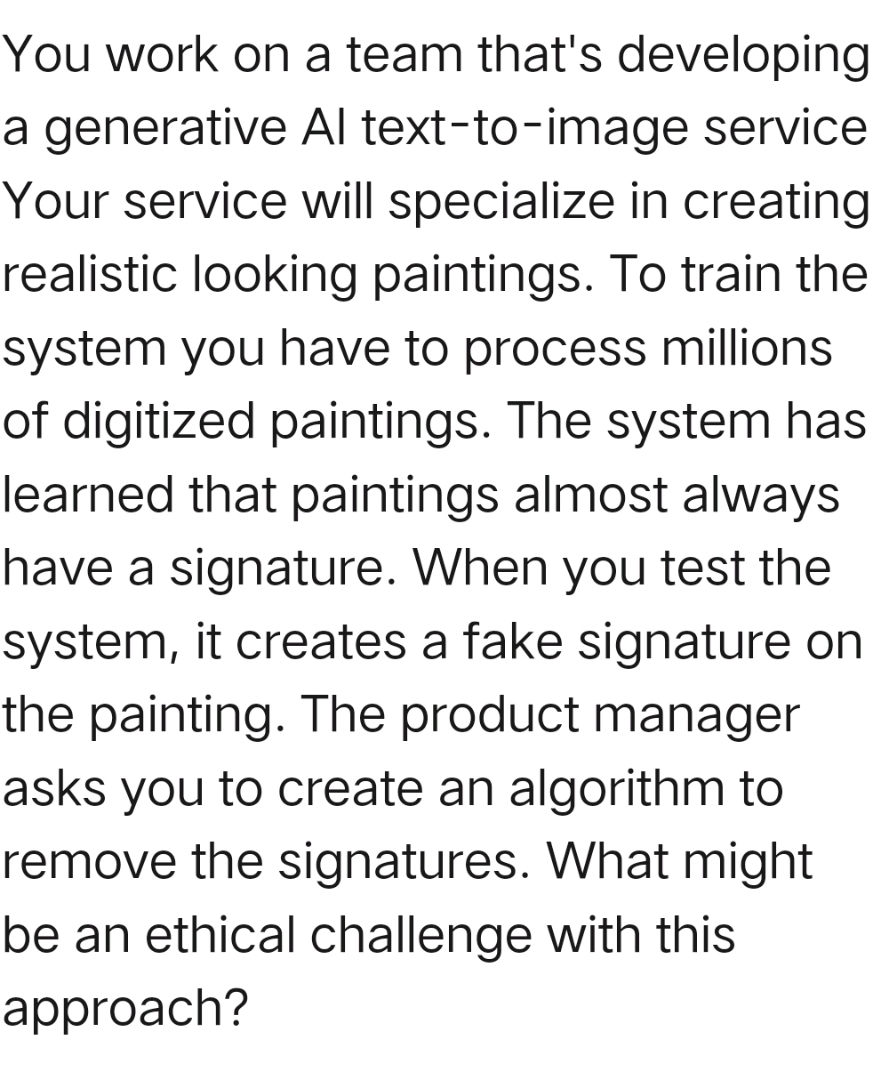 You work on a team that's developing
a generative AI text-to-image service
Your service will specialize in creating
realistic looking paintings. To train the
system you have to process millions
of digitized paintings. The system has
learned that paintings almost always
have a signature. When you test the
system, it creates a fake signature on
the painting. The product manager
asks you to create an algorithm to
remove the signatures. What might
be an ethical challenge with this
approach?